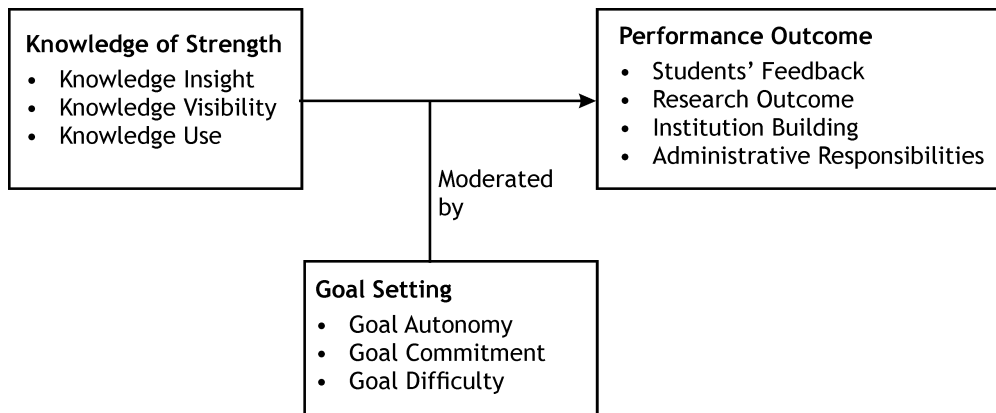 Knowledge of Strength
• Knowledge Insight
• Knowledge Visibility
• Knowledge Use
Performance Outcome
• Students’ Feedback
• Research Outcome
• Institution Building
• Administrative Responsibilities
Moderated
by
Goal Setting
• Goal Autonomy
• Goal Commitment
• Goal Difficulty